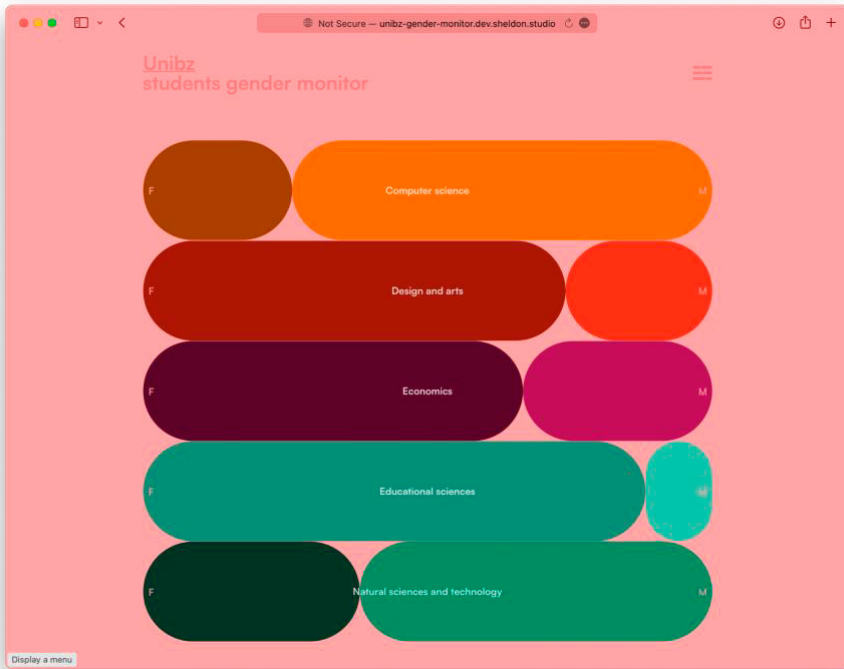 Not Secure — unibz-gender-monitor.dev.sheldon.studio
Unibz
students gender monitor
F Computer science M
F Design and arts M
F Economics M
F Educational sciences M
F Natural sciences and technology M
Display a menu